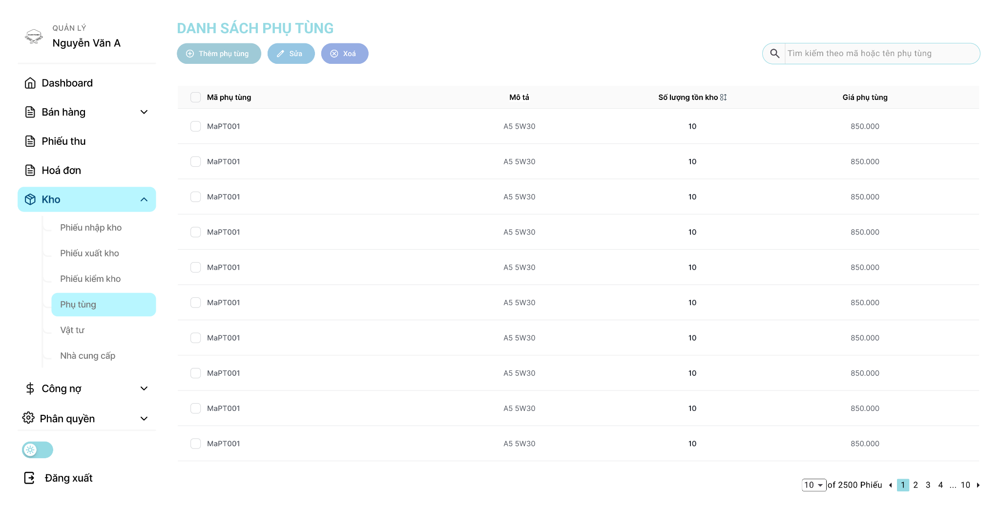 QUẢN LÝ
Nguyễn Văn A
Dashboard
Bán hàng
Phiếu thu
Hoá đơn
Kho
Phiếu nhập kho
Phiếu xuất kho
Phiếu kiểm kho
Phụ tùng
Vật tư
Nhà cung cấp
Công nợ
Phân quyền
Đăng xuất
DANH SÁCH PHỤ TÙNG
Thêm phụ tùng Sửa Xoá
Tìm kiếm theo mã hoặc tên phụ tùng
Mã phụ tùng Mô tả Số lượng tồn kho Giá phụ tùng
MaPT001 A5 5W30 10 850.000
MaPT001 A5 5W30 10 850.000
MaPT001 A5 5W30 10 850.000
MaPT001 A5 5W30 10 850.000
MaPT001 A5 5W30 10 850.000
MaPT001 A5 5W30 10 850.000
MaPT001 A5 5W30 10 850.000
MaPT001 A5 5W30 10 850.000
MaPT001 A5 5W30 10 850.000
MaPT001 A5 5W30 10 850.000
10 of 2500 Phiếu 1 2 3 4 ... 10